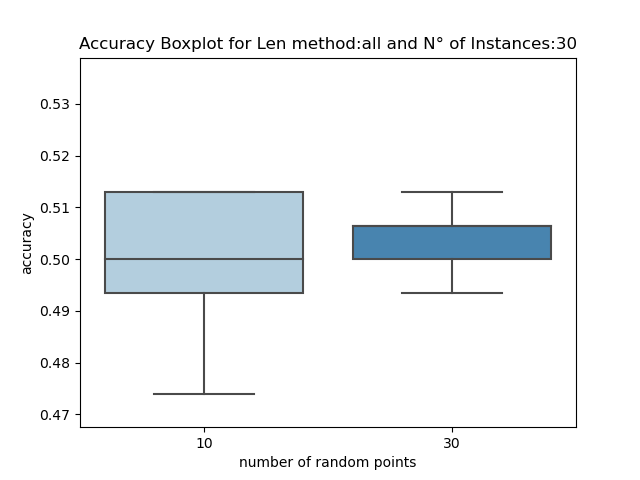 Accuracy Boxplot for Len method:all and N° of Instances:30
0.53
0.52
0.51
0.50
0.49
0.48
0.47
accuracy
10 30
number of random points